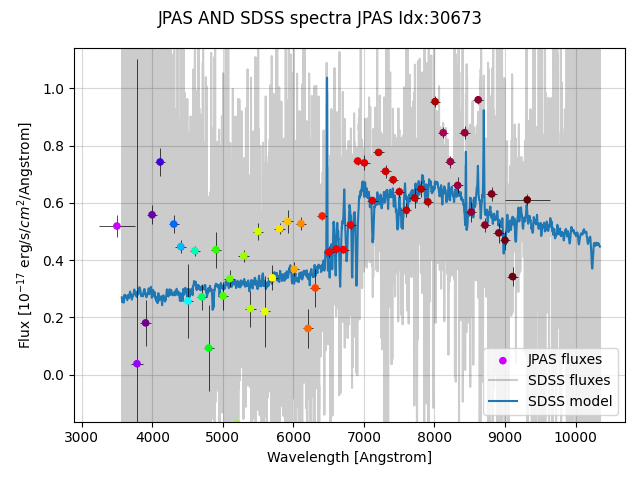 JPAS AND SDSS spectra JPAS Idx:30673
1.0
0.8
0.6
0.4
0.2
0.0
Flux [10⁻¹⁷ erg/s/cm²/Angstrom]
JPAS fluxes
SDSS fluxes
SDSS model
3000 4000 5000 6000 7000 8000 9000 10000
Wavelength [Angstrom]